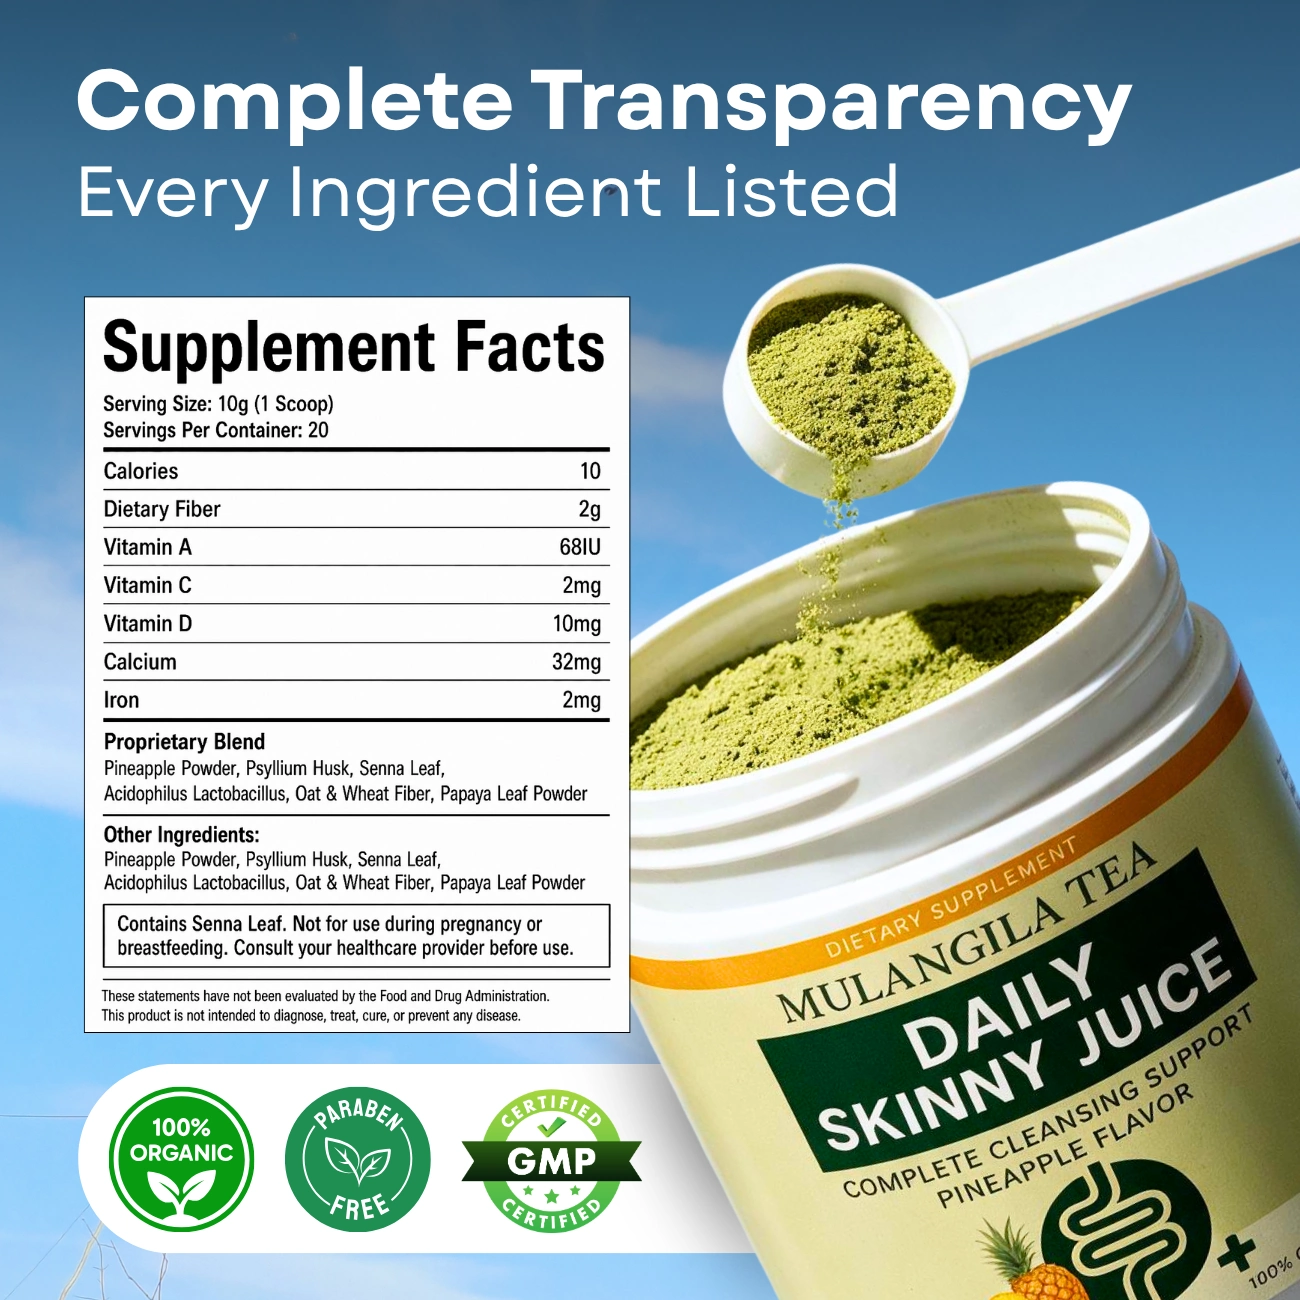 Complete Transparency
Every Ingredient Listed
Supplement Facts
Serving Size: 10g (1 Scoop)
Servings Per Container: 20
Calories 10
Dietary Fiber 2g
Vitamin A 68IU
Vitamin C 2mg
Vitamin D 10mg
Calcium 32mg
Iron 2mg
Proprietary Blend
Pineapple Powder, Psyllium Husk, Senna Leaf,
Acidophilus Lactobacillus, Oat & Wheat Fiber, Papaya Leaf Powder
Other Ingredients:
Pineapple Powder, Psyllium Husk, Senna Leaf,
Acidophilus Lactobacillus, Oat & Wheat Fiber, Papaya Leaf Powder
Contains Senna Leaf. Not for use during pregnancy or
breastfeeding. Consult your healthcare provider before use.
These statements have not been evaluated by the Food and Drug Administration.
This product is not intended to diagnose, treat, cure, or prevent any disease.
100%
ORGANIC
PARABEN
FREE
CERTIFIED
GMP
CERTIFIED
DIETARY SUPPLEMENT
MULANGILA TEA
DAILY
SKINNY JUICE
COMPLETE CLEANSING SUPPORT
PINEAPPLE FLAVOR
100%